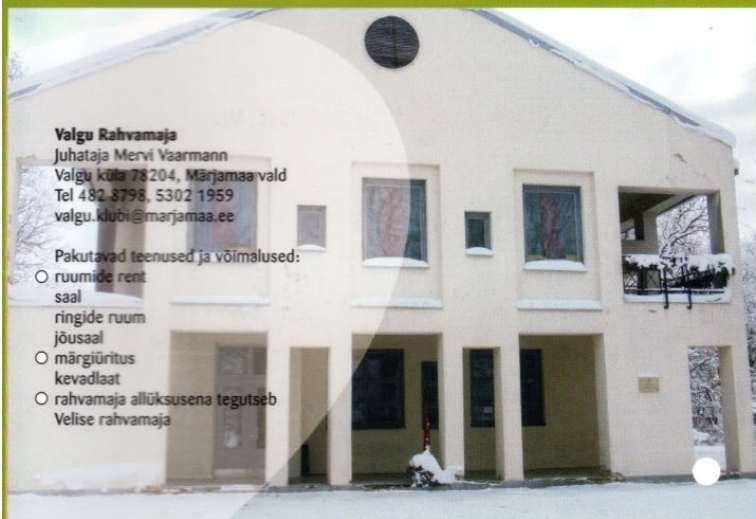 Valgu Rahvamaja
Juhataja Mervi Vaarmann
Valgu küla 78204, Märjamaa vald
Tel 482 8798, 5302 1959
valgu.klubi@marjamaa.ee
Pakutavad teenused ja võimalused:
ruumide rent
saal
ringide ruum
jõusaal
märgiüritus
kevadlaat
rahvamaja allüksusena tegutseb
Velise rahvamaja